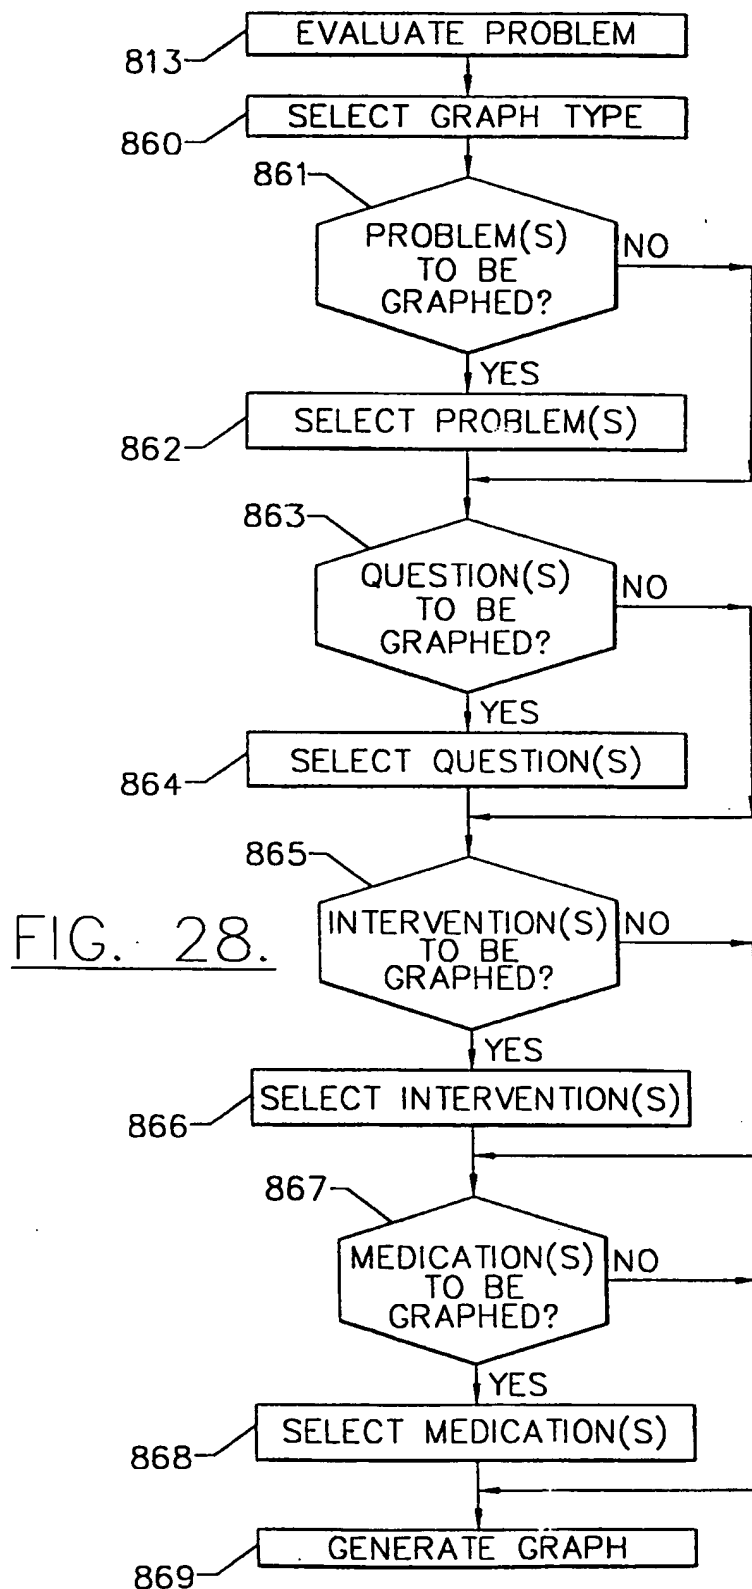 813
EVALUATE PROBLEM
860
SELECT GRAPH TYPE
861
PROBLEM(S)
TO BE
GRAPHED?
NO
YES
862
SELECT PROBLEM(S)
863
QUESTION(S)
TO BE
GRAPHED?
NO
YES
864
SELECT QUESTION(S)
865
INTERVENTION(S)
TO BE
GRAPHED?
NO
FIG. 28.
YES
866
SELECT INTERVENTION(S)
867
MEDICATION(S)
TO BE
GRAPHED?
NO
YES
868
SELECT MEDICATION(S)
869
GENERATE GRAPH